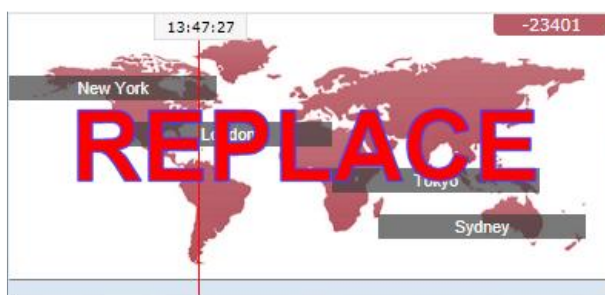 13:47:27
-23401
New York
REPLACE
London
Tokyo
Sydney